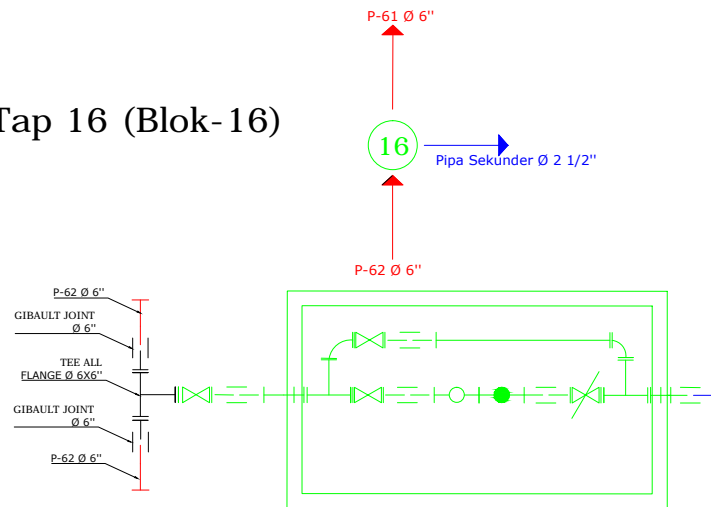 P-61 Ø 6''
Tap 16 (Blok-16)
16
Pipa Sekunder Ø 2 1/2''
P-62 Ø 6''
P-62 Ø 6''
GIBAULT JOINT
Ø 6''
TEE ALL
FLANGE Ø 6X6''
GIBAULT JOINT
Ø 6''
P-62 Ø 6''